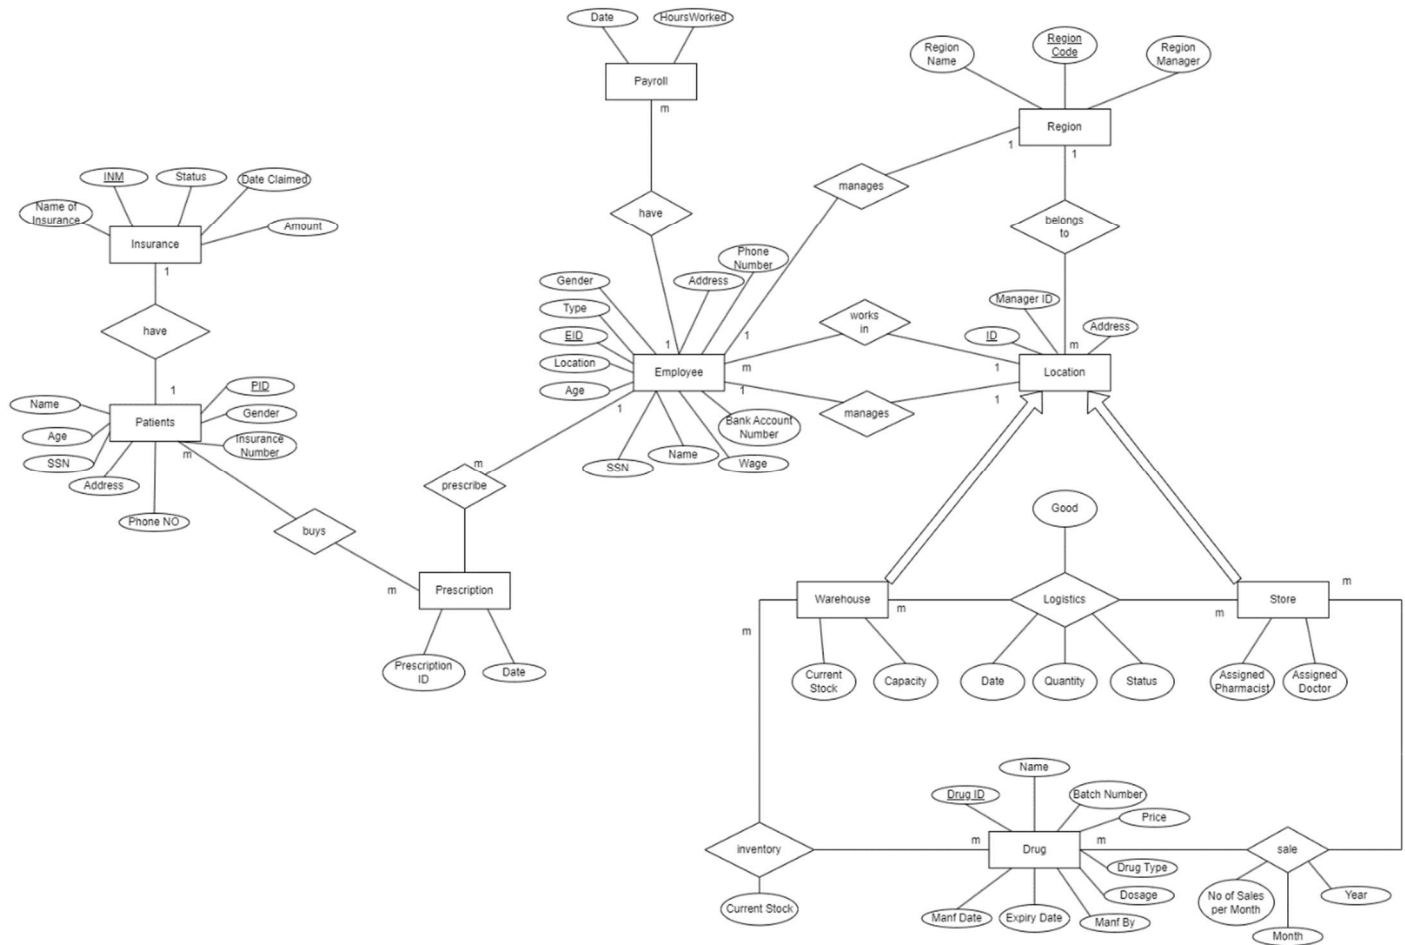 Date
HoursWorked
Payroll
m
Region
Name
Region
Code
Region
Manager
Region
1
1
manages
have
belongs
to
INM
Status
Date Claimed
Name of
Insurance
Amount
Insurance
1
have
1
Gender
Type
EID
Location
Age
Address
Phone
Number
1
Employee
1
m
1
1
works
in
manages
1
1
Manager ID
ID
Address
m
Location
Bank Account
Number
SSN
Name
Wage
Name
Age
SSN
Address
Phone NO
PID
Gender
Insurance
Number
Patients
m
buys
m
m
prescribe
Prescription
Prescription
ID
Date
Good
Warehouse
m
m
Logistics
m
Store
m
Current
Stock
Capacity
Date
Quantity
Status
Assigned
Pharmacist
Assigned
Doctor
Name
Drug ID
Batch Number
Price
inventory
m
Drug
m
sale
Drug Type
Dosage
Current Stock
Manf Date
Expiry Date
Manf By
No of Sales
per Month
Year
Month